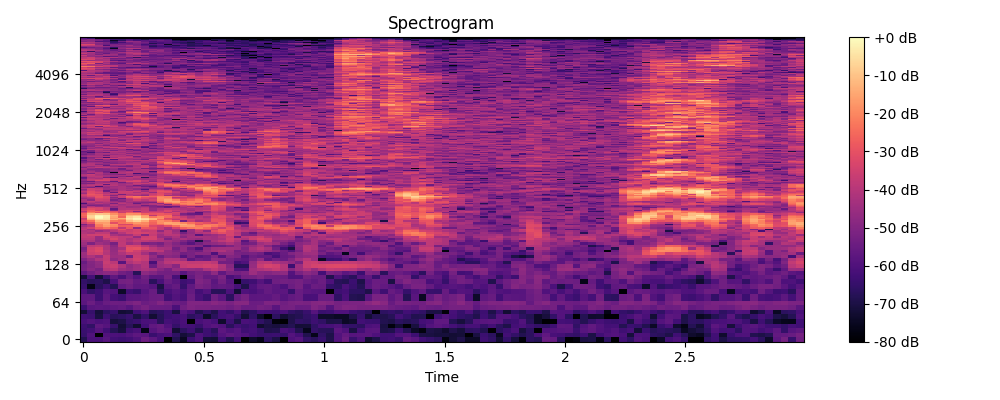 Spectrogram
+0 dB
4096
-10 dB
2048
-20 dB
1024
-30 dB
Hz
512
-40 dB
256
-50 dB
128
-60 dB
64
-70 dB
0
-80 dB
0 0.5 1 1.5 2 2.5
Time